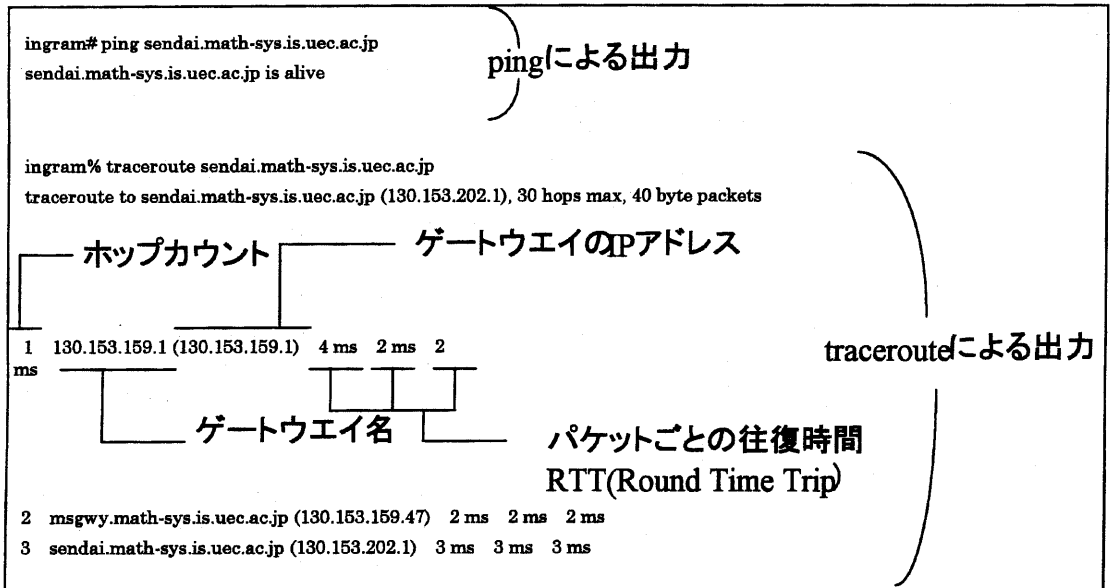 ingram# ping sendai.math-sys.is.uec.ac.jp
sendai.math-sys.is.uec.ac.jp is alive
pingによる出力
ingram% traceroute sendai.math-sys.is.uec.ac.jp
traceroute to sendai.math-sys.is.uec.ac.jp (130.153.202.1), 30 hops max, 40 byte packets
ホップカウント
ゲートウエイのIPアドレス
1 130.153.159.1 (130.153.159.1) 4 ms 2 ms 2
ms
tracerouteによる出力
ゲートウエイ名
パケットごとの往復時間
RTT(Round Time Trip)
2 msgwy.math-sys.is.uec.ac.jp (130.153.159.47) 2 ms 2 ms 2 ms
3 sendai.math-sys.is.uec.ac.jp (130.153.202.1) 3 ms 3 ms 3 ms